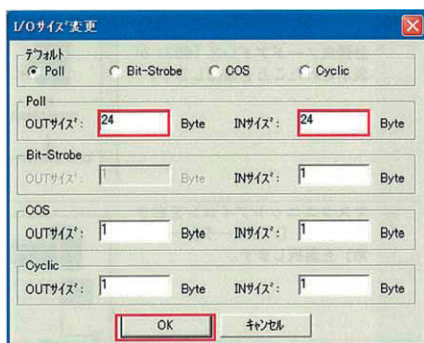 I/Oサイズ変更
デフォルト
Poll Bit-Strobe COS Cyclic
Poll
OUTサイズ: 24 Byte INサイズ: 24 Byte
Bit-Strobe
OUTサイズ: 1 Byte INサイズ: 1 Byte
COS
OUTサイズ: 1 Byte INサイズ: 1 Byte
Cyclic
OUTサイズ: 1 Byte INサイズ: 1 Byte
OK キャンセル